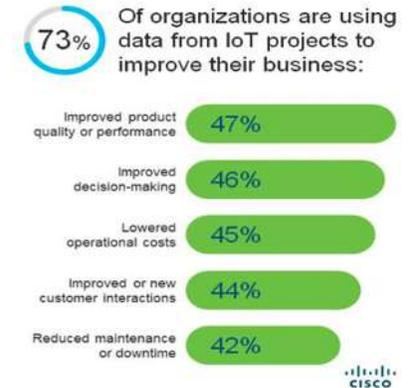 73%
Of organizations are using
data from IoT projects to
improve their business:
Improved product
quality or performance
47%
Improved
decision-making
46%
Lowered
operational costs
45%
Improved or new
customer interactions
44%
Reduced maintenance
or downtime
42%
CISCO